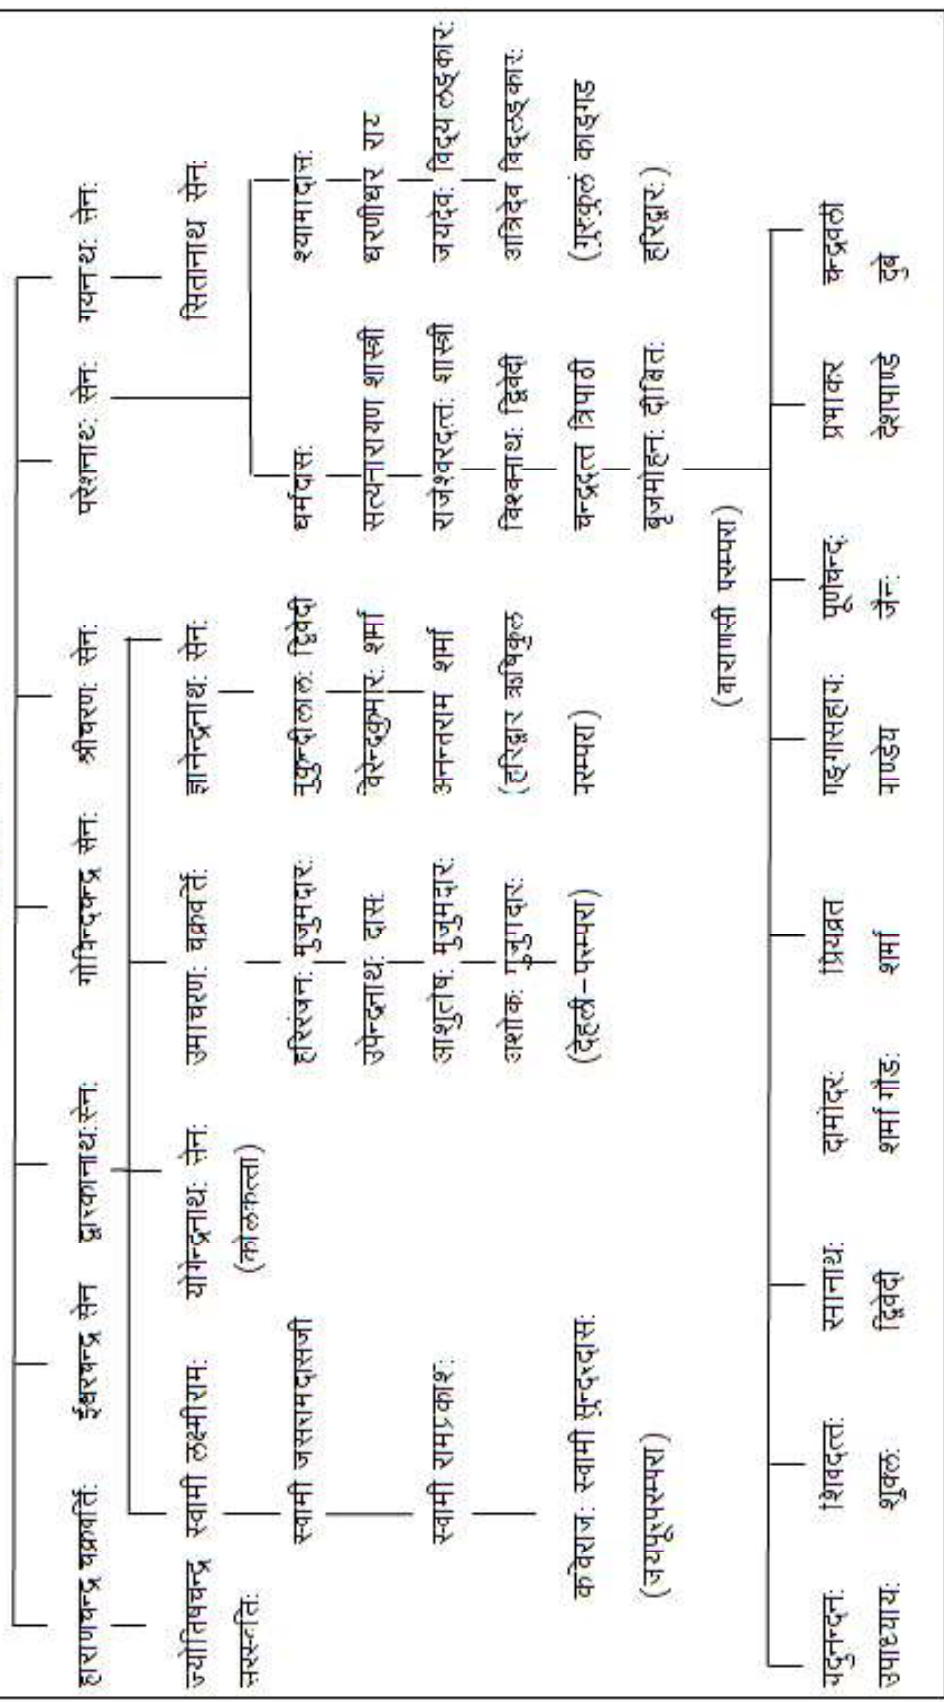 हाराणचन्द्र चक्रवर्तिः ईश्वरचन्द्र सेन द्वारकानाथःसेनः गोविन्दचन्द्र सेनः श्रीचरणः सेनः परेशनाथः सेनः गयनाथः सेनः
ज्योतिषचन्द्र स्वामी लक्ष्मीरामः योगेन्द्रनाथः सेनः उमाचरणः चक्रवर्तिः ज्ञानेन्द्रनाथः सेनः सितानाथ सेनः
सरस्वतिः (कोलकत्ता)
स्वामी जयरामदासजी हरिरंजनः मुजुमदारः मुकुन्दीलालः द्विवेदी धर्मदासः श्यामादासः
उपेन्द्रनाथः दासः वीरेन्द्रकुमारः शर्मा सत्यनारायण शास्त्री धरणीधर राट
स्वामी रामप्रकाशः आशुतोषः मुजुमदारः अनन्तराम शर्मा राजेश्वरदत्तः शास्त्री जयदेवः विद्यालङ्कारः
अशोकः मुजुमदारः (हरिद्वार ऋषिकुल विश्वनाथः द्विवेदी अत्रिदेव विद्लङ्कारः
कविराजः स्वामी सुन्दरदासः (देहली-परम्परा) परम्परा) चन्द्रदत्त त्रिपाठी (गुरुकुल काङ्गडि
(जयपुरपरम्परा) बृजमोहनः दीक्षितः हरिद्वारः)
(वाराणसी परम्परा)
यदुनन्दनः शिवदत्तः रमानाथः दामोदरः प्रियव्रत गङ्गासहायः पूर्णचन्द्रः प्रभाकर चन्द्रबली
उपाध्यायः शुक्लः द्विवेदी शर्मा गौडः शर्मा पाण्डेय जैनः देशपाण्डे दुबे